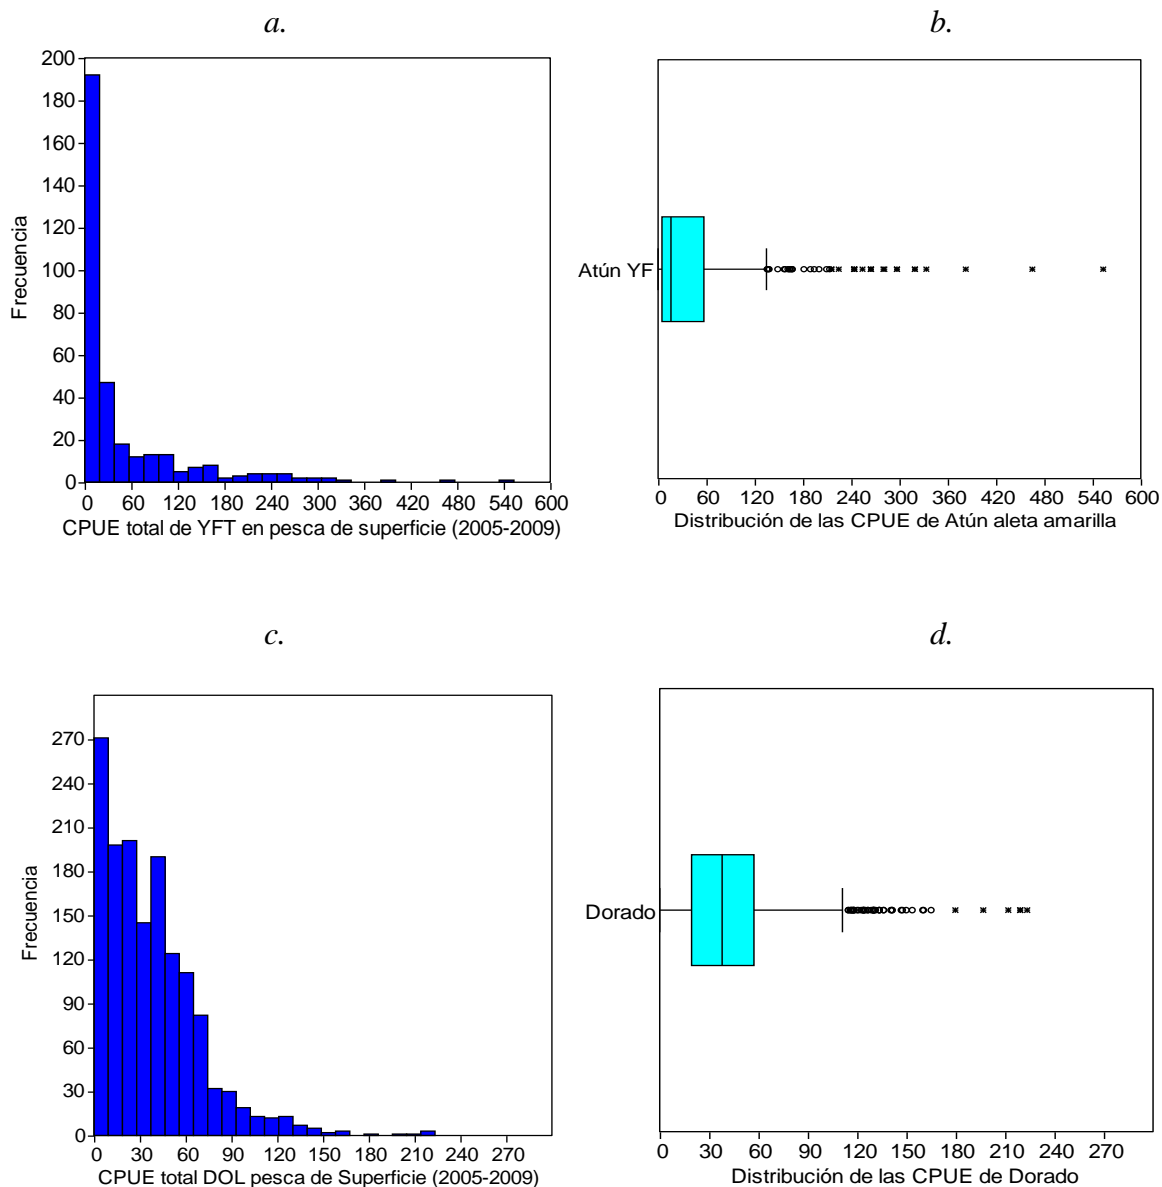 a.
b.
200
180
160
140
120
100
80
60
40
20
0
Frecuencia
0 60 120 180 240 300 360 420 480 540 600
CPUE total de YFT en pesca de superficie (2005-2009)
Atún YF
0 60 120 180 240 300 360 420 480 540 600
Distribución de las CPUE de Atún aleta amarilla
c.
d.
270
240
210
180
150
120
90
60
30
0
Frecuencia
0 30 60 90 120 150 180 210 240 270
CPUE total DOL pesca de Superficie (2005-2009)
Dorado
0 30 60 90 120 150 180 210 240 270
Distribución de las CPUE de Dorado